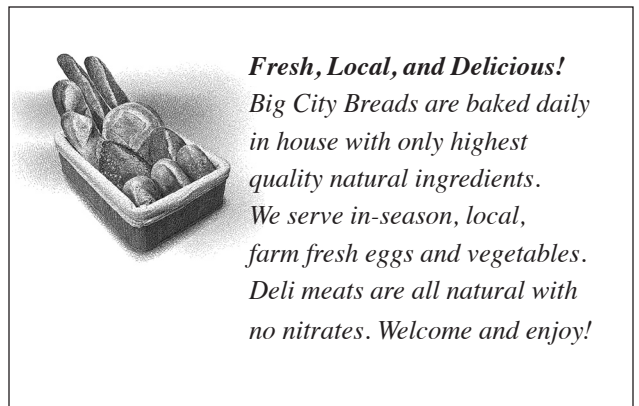 Fresh, Local, and Delicious!
Big City Breads are baked daily
in house with only highest
quality natural ingredients.
We serve in-season, local,
farm fresh eggs and vegetables.
Deli meats are all natural with
no nitrates. Welcome and enjoy!